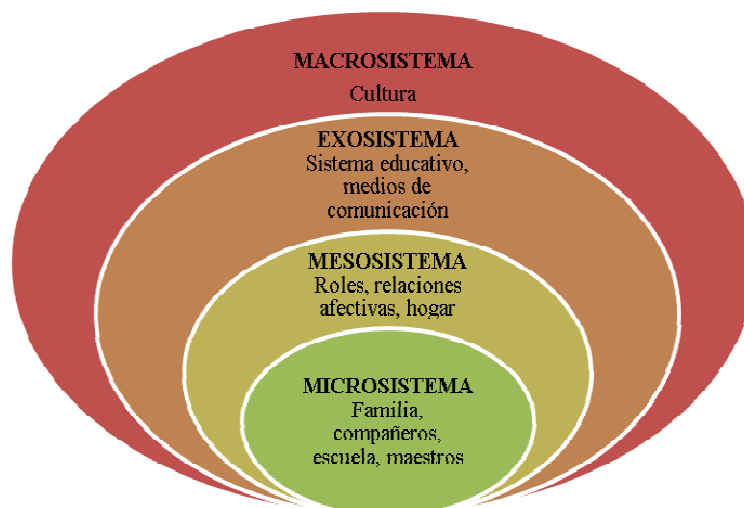 MACROSISTEMA
Cultura
EXOSISTEMA
Sistema educativo,
medios de
comunicación
MESOSISTEMA
Roles, relaciones
afectivas, hogar
MICROSISTEMA
Familia,
compañeros,
escuela, maestros